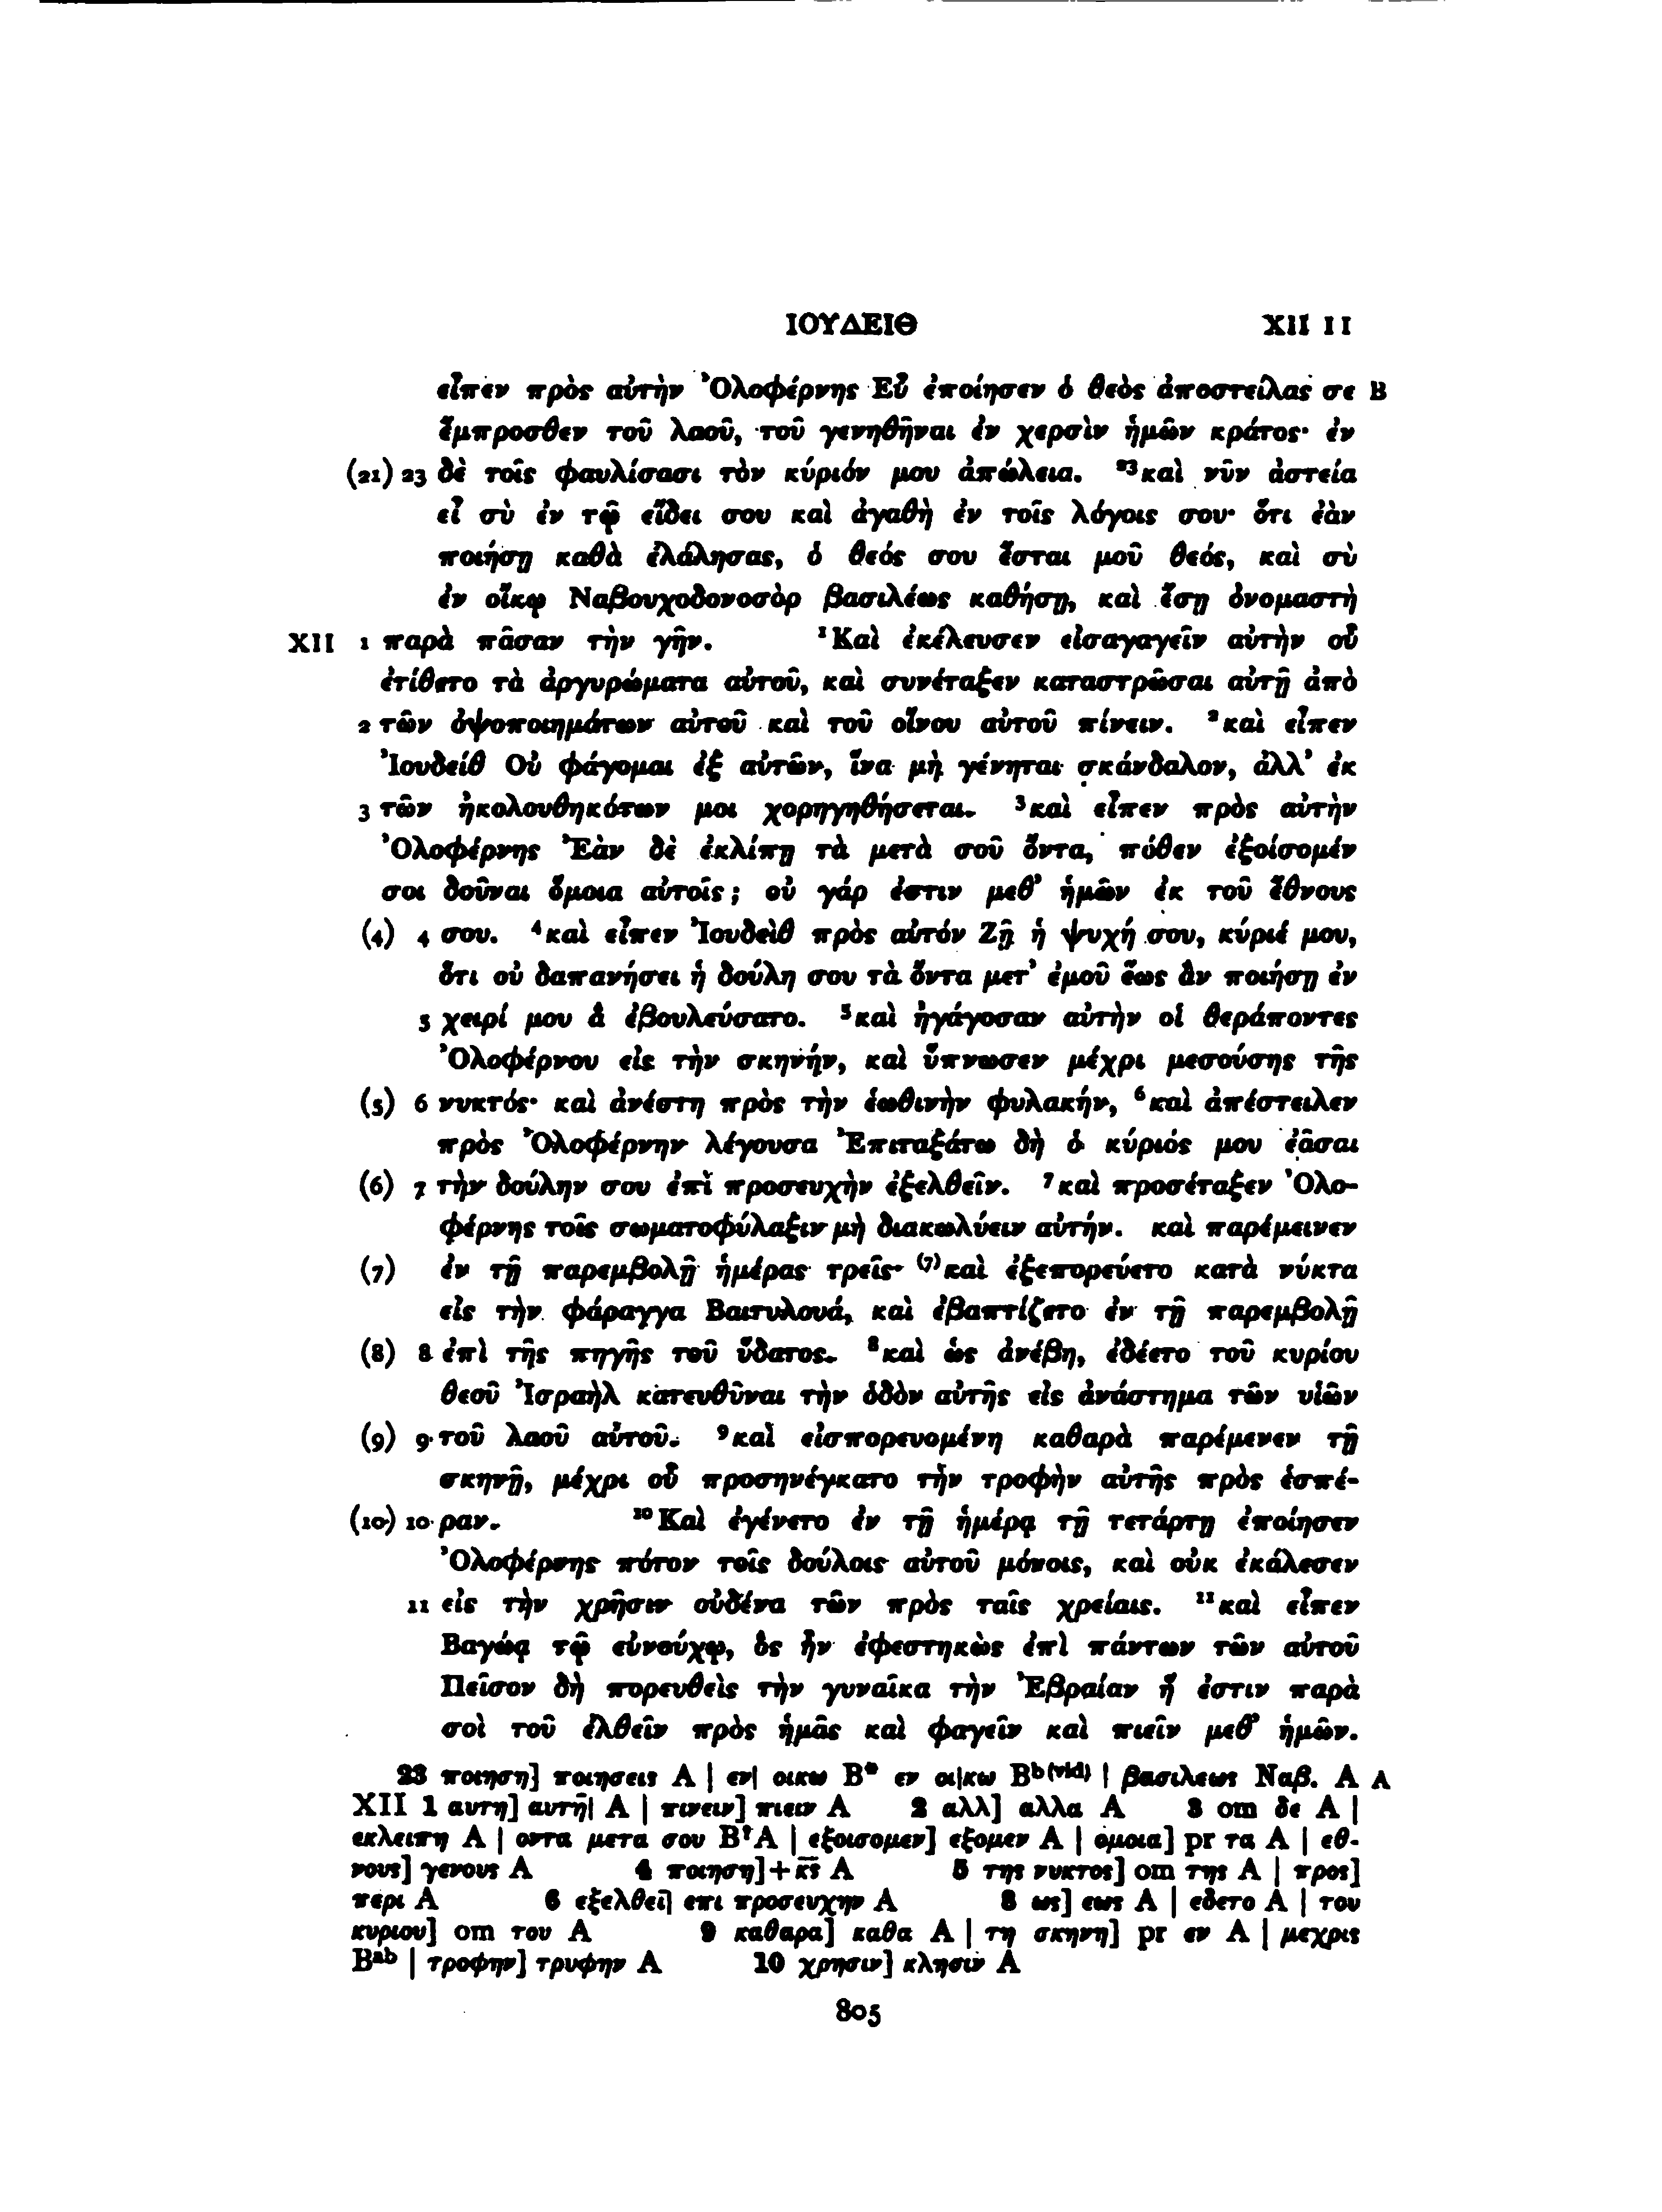 ΙΟΥΔΕΙΘ XII 11
εἶπεν πρὸς αὐτὴν Ὀλοφέρνης Εὖ ἐποίησεν ὁ θεὸς ἀποστείλας σε B
ἔμπροσθεν τοῦ λαοῦ, τοῦ γενηθῆναι ἐν χερσὶν ἡμῶν κράτος· ἐν
(21) 23 δὲ τοῖς φαυλίσασι τὸν κύριόν μου ἀπώλεια. ²³καὶ νῦν ἀστεία
εἶ σὺ ἐν τῷ εἴδει σου καὶ ἀγαθὴ ἐν τοῖς λόγοις σου· ὅτι ἐὰν
ποιήσῃ καθὰ ἐλάλησας, ὁ θεός σου ἔσται μοῦ θεός, καὶ σὺ
ἐν οἴκῳ Ναβουχοδονοσὸρ βασιλέως καθήσῃ, καὶ ἔσῃ ὀνομαστὴ
XII 1 παρὰ πᾶσαν τὴν γῆν. ¹Καὶ ἐκέλευσεν εἰσαγαγεῖν αὐτὴν οὗ
ἐτίθετο τὰ ἀργυρώματα αὐτοῦ, καὶ συνέταξεν καταστρῶσαι αὐτῇ ἀπὸ
2 τῶν ὀψοποιημάτων αὐτοῦ καὶ τοῦ οἴνου αὐτοῦ πίνειν. ²καὶ εἶπεν
Ἰουδείθ Οὐ φάγομαι ἐξ αὐτῶν, ἵνα μὴ γένηται σκάνδαλον, ἀλλ’ ἐκ
3 τῶν ἠκολουθηκότων μοι χορηγηθήσεται. ³καὶ εἶπεν πρὸς αὐτὴν
Ὀλοφέρνης Ἐὰν δὲ ἐκλίπῃ τὰ μετὰ σοῦ ὄντα, πόθεν ἐξοίσομέν
σοι δοῦναι ὅμοια αὐτοῖς; οὐ γάρ ἐστιν μεθ’ ἡμῶν ἐκ τοῦ ἔθνους
(4) 4 σου. ⁴καὶ εἶπεν Ἰουδεὶθ πρὸς αὐτόν Ζῇ ἡ ψυχή σου, κύριέ μου,
ὅτι οὐ δαπανήσει ἡ δούλη σου τὰ ὄντα μετ’ ἐμοῦ ἕως ἂν ποιήσῃ ἐν
5 χειρί μου ἃ ἐβουλεύσατο. ⁵καὶ ἠγάγοσαν αὐτὴν οἱ θεράποντες
Ὀλοφέρνου εἰς τὴν σκηνήν, καὶ ὕπνωσεν μέχρι μεσούσης τῆς
(5) 6 νυκτός· καὶ ἀνέστη πρὸς τὴν ἑωθινὴν φυλακήν, ⁶καὶ ἀπέστειλεν
πρὸς Ὀλοφέρνην λέγουσα Ἐπιταξάτω δὴ ὁ κύριός μου ἐᾶσαι
(6) 7 τὴν δούλην σου ἐπὶ προσευχὴν ἐξελθεῖν. ⁷καὶ προσέταξεν Ὀλο-
φέρνης τοῖς σωματοφύλαξιν μὴ διακωλύειν αὐτήν. καὶ παρέμεινεν
(7) ἐν τῇ παρεμβολῇ ἡμέρας τρεῖς· ⁽⁷⁾καὶ ἐξεπορεύετο κατὰ νύκτα
εἰς τὴν φάραγγα Βαιτυλουά, καὶ ἐβαπτίζετο ἐν τῇ παρεμβολῇ
(8) 8 ἐπὶ τῆς πηγῆς τοῦ ὕδατος. ⁸καὶ ὡς ἀνέβη, ἐδέετο τοῦ κυρίου
θεοῦ Ἰσραὴλ κατευθῦναι τὴν ὁδὸν αὐτῆς εἰς ἀνάστημα τῶν υἱῶν
(9) 9 τοῦ λαοῦ αὐτοῦ. ⁹καὶ εἰσπορευομένη καθαρὰ παρέμενεν τῇ
σκηνῇ, μέχρι οὗ προσηνέγκατο τὴν τροφὴν αὐτῆς πρὸς ἑσπέ-
(10) 10 ραν. ¹⁰Καὶ ἐγένετο ἐν τῇ ἡμέρᾳ τῇ τετάρτῃ ἐποίησεν
Ὀλοφέρνης πότον τοῖς δούλοις αὐτοῦ μόνοις, καὶ οὐκ ἐκάλεσεν
11 εἰς τὴν χρῆσιν οὐδένα τῶν πρὸς ταῖς χρείαις. ¹¹καὶ εἶπεν
Βαγώᾳ τῷ εὐνούχῳ, ὃς ἦν ἐφεστηκὼς ἐπὶ πάντων τῶν αὐτοῦ
Πεῖσον δὴ πορευθεὶς τὴν γυναῖκα τὴν Ἐβραίαν ἥ ἐστιν παρὰ
σοὶ τοῦ ἐλθεῖν πρὸς ἡμᾶς καὶ φαγεῖν καὶ πιεῖν μεθ’ ἡμῶν.
23 ποιηση] ποιησεις A | εν| οικω B* εν οι|κω Bb(vid) | βασιλεως Ναβ. A A
XII 1 αυτη] αυτη̄| A | πινειν] πιειν A 2 αλλ] αλλα A 3 om δε A |
εκλειπη A | οντα μετα σου B†A | εξοισομεν] εξομεν A | ομοια] pr τα A | εθ-
νους] γενους A 4 ποιηση]+κ̅ς̅ A 5 της νυκτος] om της A | προς]
περι A 6 εξελθεῑ| επι προσευχην A 8 ως] εως A | εδετο A | του
κυριου] om του A 9 καθαρα] καθα A | τη σκηνη] pr εν A | μεχρις
Bab | τροφην] τρυφην A 10 χρησιν] κλησιν A
805